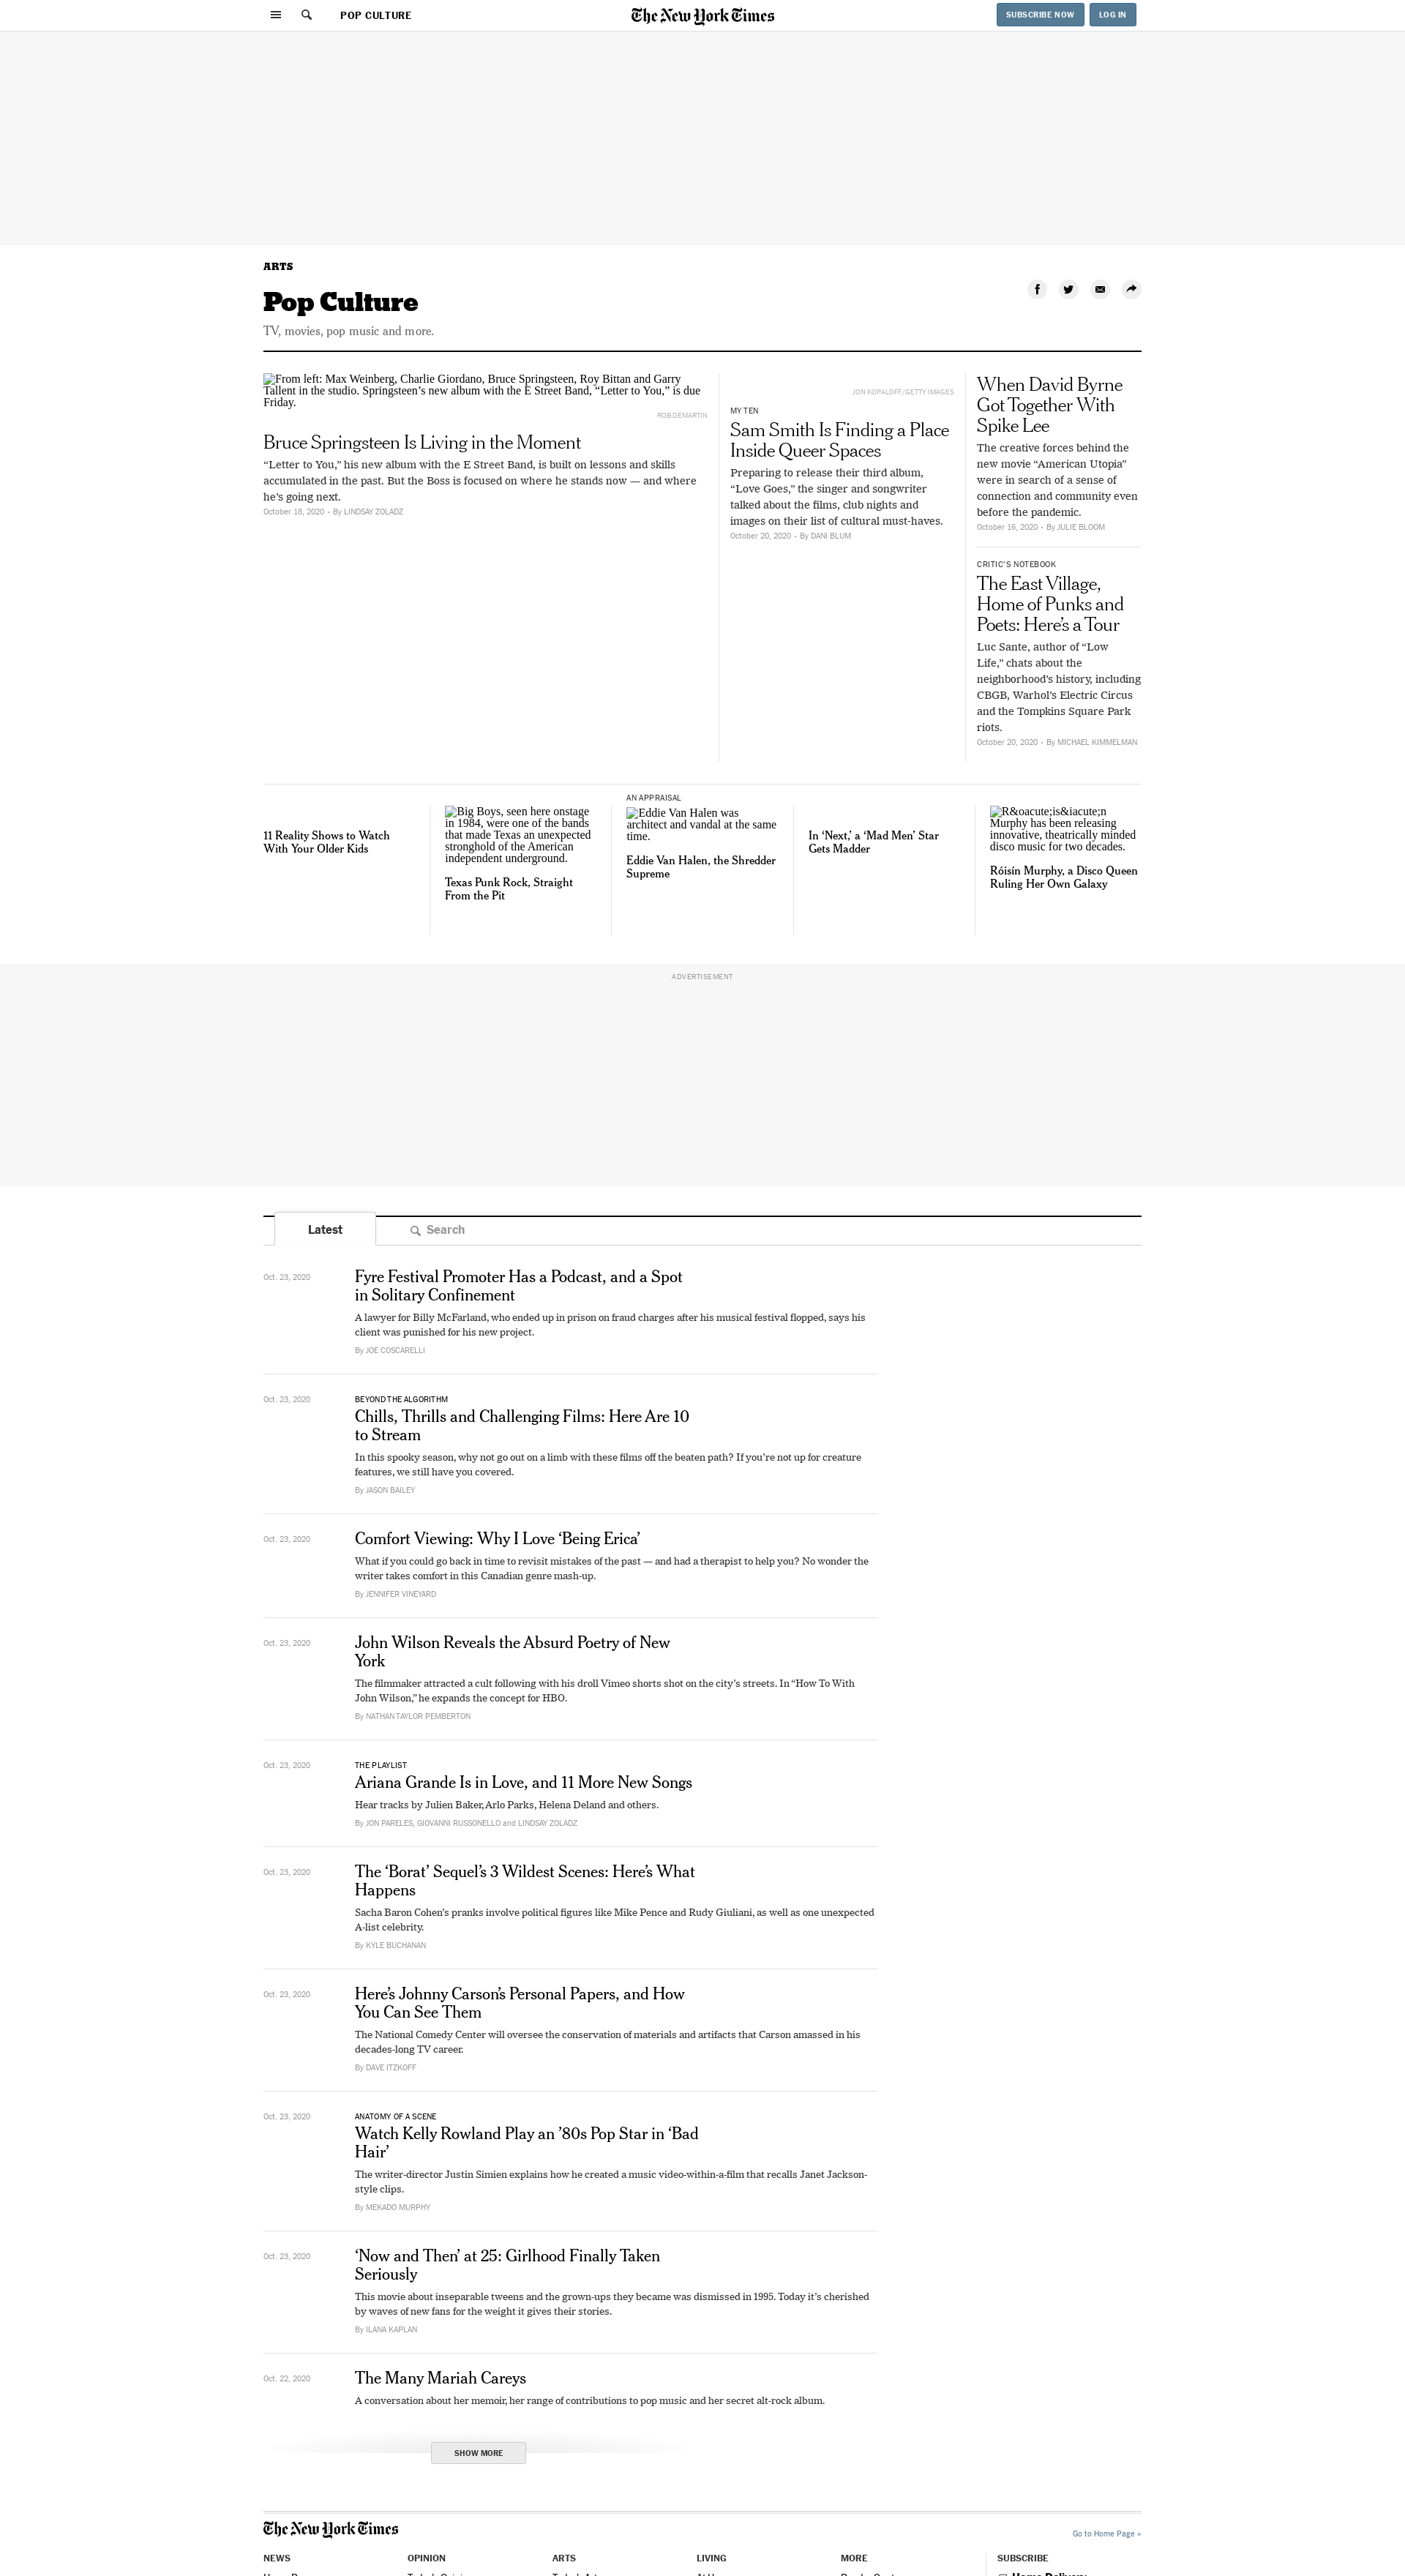 POP CULTURE
The New York Times
SUBSCRIBE NOW
LOG IN
ARTS
Pop Culture
TV, movies, pop music and more.
From left: Max Weinberg, Charlie Giordano, Bruce Springsteen, Roy Bittan and Garry
Tallent in the studio. Springsteen’s new album with the E Street Band, “Letter to You,” is due
Friday.
ROB DEMARTIN
Bruce Springsteen Is Living in the Moment
“Letter to You,” his new album with the E Street Band, is built on lessons and skills
accumulated in the past. But the Boss is focused on where he stands now — and where
he’s going next.
October 18, 2020 • By LINDSAY ZOLADZ
JON KOPALOFF/GETTY IMAGES
MY TEN
Sam Smith Is Finding a Place
Inside Queer Spaces
Preparing to release their third album,
“Love Goes,” the singer and songwriter
talked about the films, club nights and
images on their list of cultural must-haves.
October 20, 2020 • By DANI BLUM
When David Byrne
Got Together With
Spike Lee
The creative forces behind the
new movie “American Utopia”
were in search of a sense of
connection and community even
before the pandemic.
October 16, 2020 • By JULIE BLOOM
CRITIC’S NOTEBOOK
The East Village,
Home of Punks and
Poets: Here’s a Tour
Luc Sante, author of “Low
Life,” chats about the
neighborhood’s history, including
CBGB, Warhol’s Electric Circus
and the Tompkins Square Park
riots.
October 20, 2020 • By MICHAEL KIMMELMAN
11 Reality Shows to Watch
With Your Older Kids
Big Boys, seen here onstage
in 1984, were one of the bands
that made Texas an unexpected
stronghold of the American
independent underground.
Texas Punk Rock, Straight
From the Pit
AN APPRAISAL
Eddie Van Halen was
architect and vandal at the same
time.
Eddie Van Halen, the Shredder
Supreme
In ‘Next,’ a ‘Mad Men’ Star
Gets Madder
R&oacute;is&iacute;n
Murphy has been releasing
innovative, theatrically minded
disco music for two decades.
Róisín Murphy, a Disco Queen
Ruling Her Own Galaxy
ADVERTISEMENT
Latest
Search
Oct. 23, 2020
Fyre Festival Promoter Has a Podcast, and a Spot
in Solitary Confinement
A lawyer for Billy McFarland, who ended up in prison on fraud charges after his musical festival flopped, says his
client was punished for his new project.
By JOE COSCARELLI
Oct. 23, 2020
BEYOND THE ALGORITHM
Chills, Thrills and Challenging Films: Here Are 10
to Stream
In this spooky season, why not go out on a limb with these films off the beaten path? If you’re not up for creature
features, we still have you covered.
By JASON BAILEY
Oct. 23, 2020
Comfort Viewing: Why I Love ‘Being Erica’
What if you could go back in time to revisit mistakes of the past — and had a therapist to help you? No wonder the
writer takes comfort in this Canadian genre mash-up.
By JENNIFER VINEYARD
Oct. 23, 2020
John Wilson Reveals the Absurd Poetry of New
York
The filmmaker attracted a cult following with his droll Vimeo shorts shot on the city’s streets. In “How To With
John Wilson,” he expands the concept for HBO.
By NATHAN TAYLOR PEMBERTON
Oct. 23, 2020
THE PLAYLIST
Ariana Grande Is in Love, and 11 More New Songs
Hear tracks by Julien Baker, Arlo Parks, Helena Deland and others.
By JON PARELES, GIOVANNI RUSSONELLO and LINDSAY ZOLADZ
Oct. 23, 2020
The ‘Borat’ Sequel’s 3 Wildest Scenes: Here’s What
Happens
Sacha Baron Cohen’s pranks involve political figures like Mike Pence and Rudy Giuliani, as well as one unexpected
A-list celebrity.
By KYLE BUCHANAN
Oct. 23, 2020
Here’s Johnny Carson’s Personal Papers, and How
You Can See Them
The National Comedy Center will oversee the conservation of materials and artifacts that Carson amassed in his
decades-long TV career.
By DAVE ITZKOFF
Oct. 23, 2020
ANATOMY OF A SCENE
Watch Kelly Rowland Play an ’80s Pop Star in ‘Bad
Hair’
The writer-director Justin Simien explains how he created a music video-within-a-film that recalls Janet Jackson-
style clips.
By MEKADO MURPHY
Oct. 23, 2020
‘Now and Then’ at 25: Girlhood Finally Taken
Seriously
This movie about inseparable tweens and the grown-ups they became was dismissed in 1995. Today it’s cherished
by waves of new fans for the weight it gives their stories.
By ILANA KAPLAN
Oct. 22, 2020
The Many Mariah Careys
A conversation about her memoir, her range of contributions to pop music and her secret alt-rock album.
SHOW MORE
The New York Times
Go to Home Page »
NEWS
OPINION
ARTS
LIVING
MORE
SUBSCRIBE